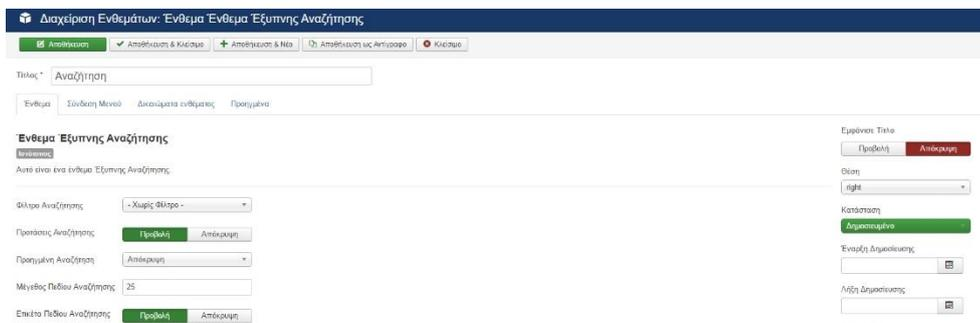 Διαχείριση Ενθεμάτων: Ένθεμα Ένθεμα Έξυπνης Αναζήτησης
Αποθήκευση Αποθήκευση & Κλείσιμο Αποθήκευση & Νέο Αποθήκευση ως Αντίγραφο Κλείσιμο
Τίτλος * Αναζήτηση
Ένθεμα Σύνδεση Μενού Δικαιώματα ενθέματος Προηγμένα
Ένθεμα Έξυπνης Αναζήτησης
Ιστότοπος
Αυτό είναι ένα ένθεμα Έξυπνης Αναζήτησης.
Φίλτρο Αναζήτησης - Χωρίς Φίλτρο -
Προτάσεις Αναζήτησης Προβολή Απόκρυψη
Προηγμένη Αναζήτηση Απόκρυψη
Μέγεθος Πεδίου Αναζήτησης 25
Ετικέτα Πεδίου Αναζήτησης Προβολή Απόκρυψη
Εμφάνισε Τίτλο
Προβολή Απόκρυψη
Θέση
right
Κατάσταση
Δημοσιευμένο
Έναρξη Δημοσίευσης
Λήξη Δημοσίευσης